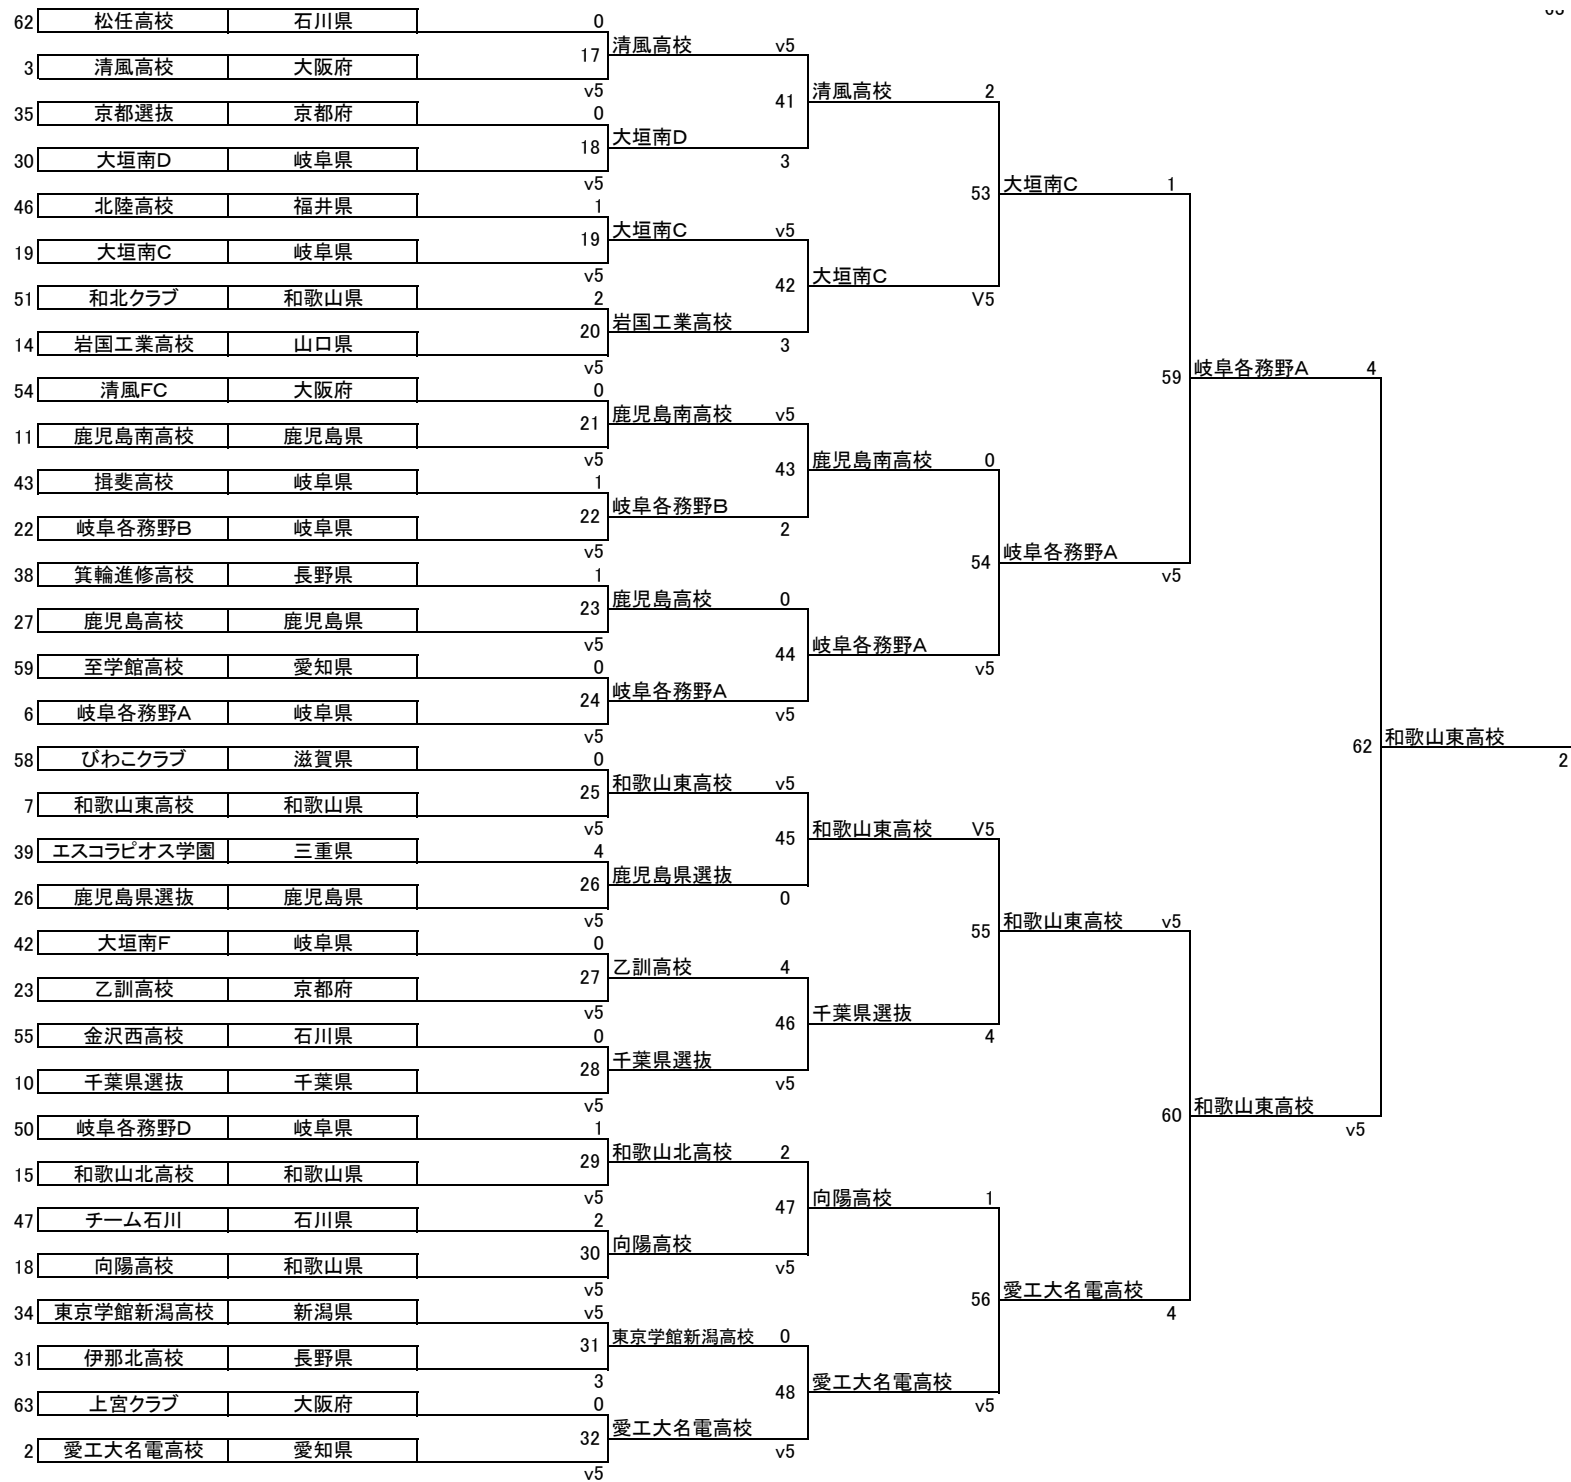 62 松任高校 石川県 0
17 清風高校 v5
3 清風高校 大阪府 v5
41 清風高校 2
35 京都選抜 京都府 0
18 大垣南D 3
30 大垣南D 岐阜県 v5
53 大垣南C 1
46 北陸高校 福井県 1
19 大垣南C v5
19 大垣南C 岐阜県 v5
42 大垣南C V5
51 和北クラブ 和歌山県 2
20 岩国工業高校 3
14 岩国工業高校 山口県 v5
59 岐阜各務野A 4
54 清風FC 大阪府 0
21 鹿児島南高校 v5
11 鹿児島南高校 鹿児島県 v5
43 鹿児島南高校 0
43 揖斐高校 岐阜県 1
22 岐阜各務野B 2
22 岐阜各務野B 岐阜県 v5
54 岐阜各務野A v5
38 箕輪進修高校 長野県 1
23 鹿児島高校 0
27 鹿児島高校 鹿児島県 v5
44 岐阜各務野A v5
59 至学館高校 愛知県 0
24 岐阜各務野A v5
6 岐阜各務野A 岐阜県 v5
62 和歌山東高校 2
58 びわこクラブ 滋賀県 0
25 和歌山東高校 v5
7 和歌山東高校 和歌山県 v5
45 和歌山東高校 V5
39 エスコラピオス学園 三重県 4
26 鹿児島県選抜 0
26 鹿児島県選抜 鹿児島県 v5
55 和歌山東高校 v5
42 大垣南F 岐阜県 0
27 乙訓高校 4
23 乙訓高校 京都府 v5
46 千葉県選抜 4
55 金沢西高校 石川県 0
28 千葉県選抜 v5
10 千葉県選抜 千葉県 v5
60 和歌山東高校 v5
50 岐阜各務野D 岐阜県 1
29 和歌山北高校 2
15 和歌山北高校 和歌山県 v5
47 向陽高校 1
47 チーム石川 石川県 2
30 向陽高校 v5
18 向陽高校 和歌山県 v5
56 愛工大名電高校 4
34 東京学館新潟高校 新潟県 v5
31 東京学館新潟高校 0
31 伊那北高校 長野県 3
48 愛工大名電高校 v5
63 上宮クラブ 大阪府 0
32 愛工大名電高校 v5
2 愛工大名電高校 愛知県 v5